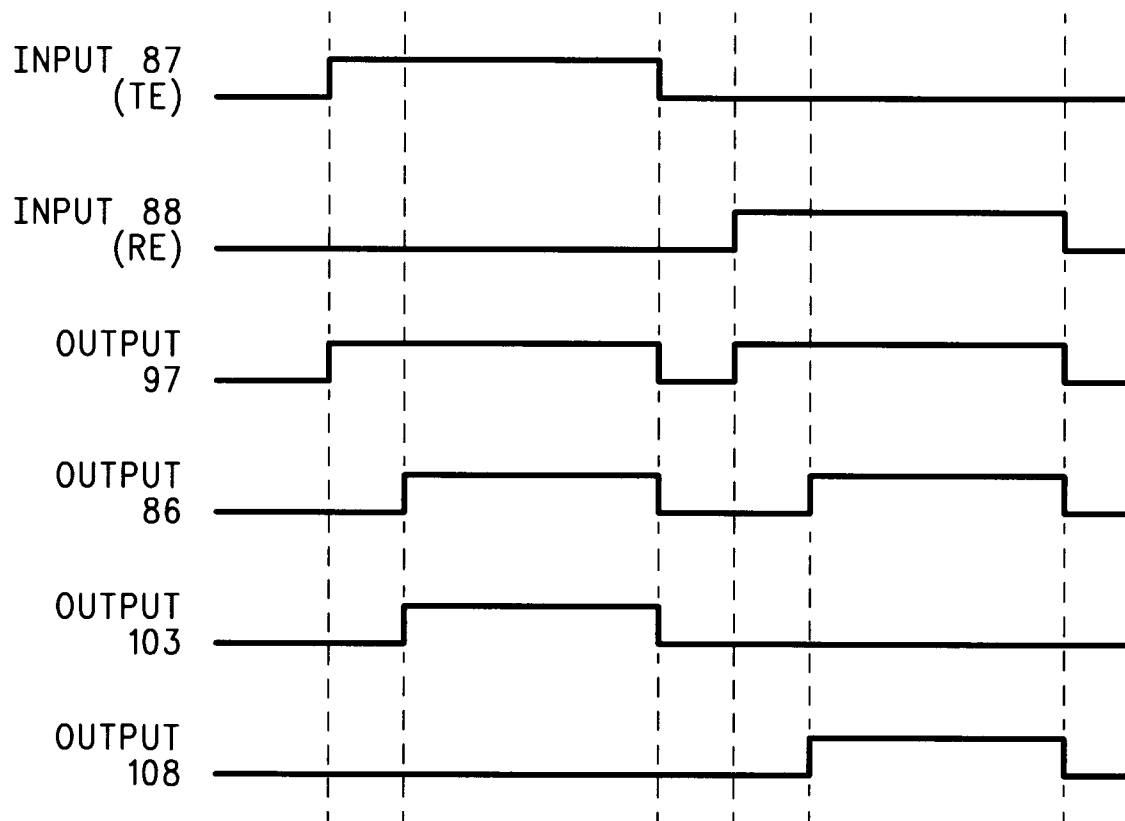 INPUT 87
(TE)
INPUT 88
(RE)
OUTPUT
97
OUTPUT
86
OUTPUT
103
OUTPUT
108